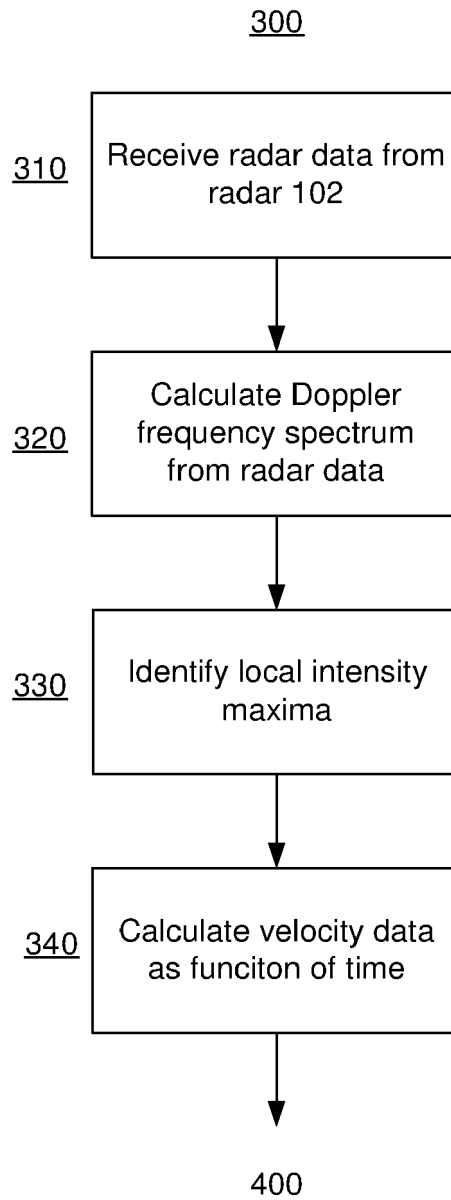 300
310
Receive radar data from
radar 102
320
Calculate Doppler
frequency spectrum
from radar data
330
Identify local intensity
maxima
340
Calculate velocity data
as funciton of time
400